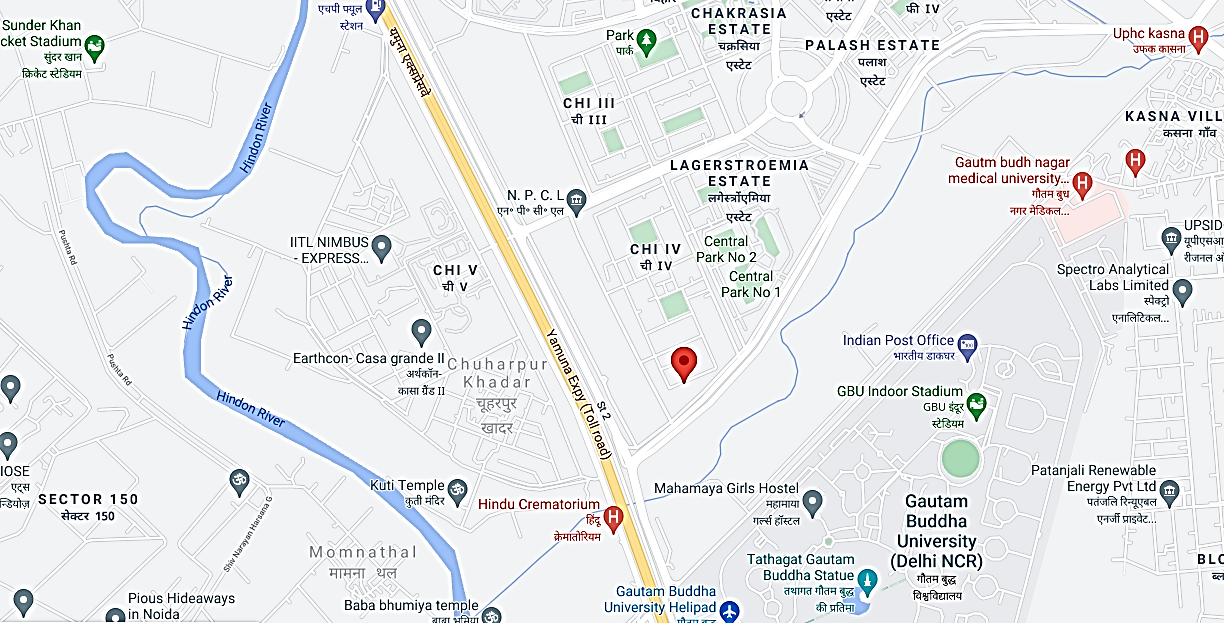 एचपी फ्यूल
स्टेशन
Sunder Khan
cket Stadium
सुंदर खान
क्रिकेट स्टेडियम
यमुना एक्सप्रेसवे
Park
पार्क
CHAKRASIA
ESTATE
चक्रसिया
एस्टेट
एस्टेट
फी IV
PALASH ESTATE
पलाश
एस्टेट
Uphc kasna
उफक कासना
CHI III
ची III
KASNA VILL
कसना गाँव
Hindon River
LAGERSTROEMIA
ESTATE
लगेर्स्त्रोएमिया
एस्टेट
Gautm budh nagar
medical university...
गौतम बुध
नगर मेडिकल...
N. P. C. L
एन॰ पी॰ सी॰ एल
Pushta Rd
IITL NIMBUS
- EXPRESS...
CHI V
ची V
CHI IV
ची IV
Central
Park No 2
Central
Park No 1
UPSID
यूपीएसआ
रीजनल ऑ
Spectro Analytical
Labs Limited
स्पेक्ट्रो
एनालिटिकल...
Hindon River
Earthcon- Casa grande II
अर्थकॉन-
कासा ग्रैंड II
Chuharpur
Khadar
चूहरपुर
खादर
Yamuna Expy (Toll road)
St 2
Pushta Rd
Indian Post Office
भारतीय डाकघर
GBU Indoor Stadium
GBU इंदूर
स्टेडियम
Hindon River
IOSE
एट्स
न्डियोज़
SECTOR 150
सेक्टर 150
Shiv Narayan Harsana G
Kuti Temple
कुती मंदिर
Hindu Crematorium
हिंदू
क्रेमातोरियम
Mahamaya Girls Hostel
महामाया
गर्ल्स हॉस्टल
Gautam
Buddha
University
(Delhi NCR)
गौतम बुद्ध
विश्वविद्यालय
Patanjali Renewable
Energy Pvt Ltd
पतंजलि रिन्यूएबल
एनर्जी प्राइवेट...
Momnathal
मामना थल
Tathagat Gautam
Buddha Statue
तथागत गौतम बुद्ध
की प्रतिमा
BLO
ब्ल
Pious Hideaways
in Noida
Baba bhumiya temple
बाबा भूमिया
Gautam Buddha
University Helipad
गौतम बुद्ध